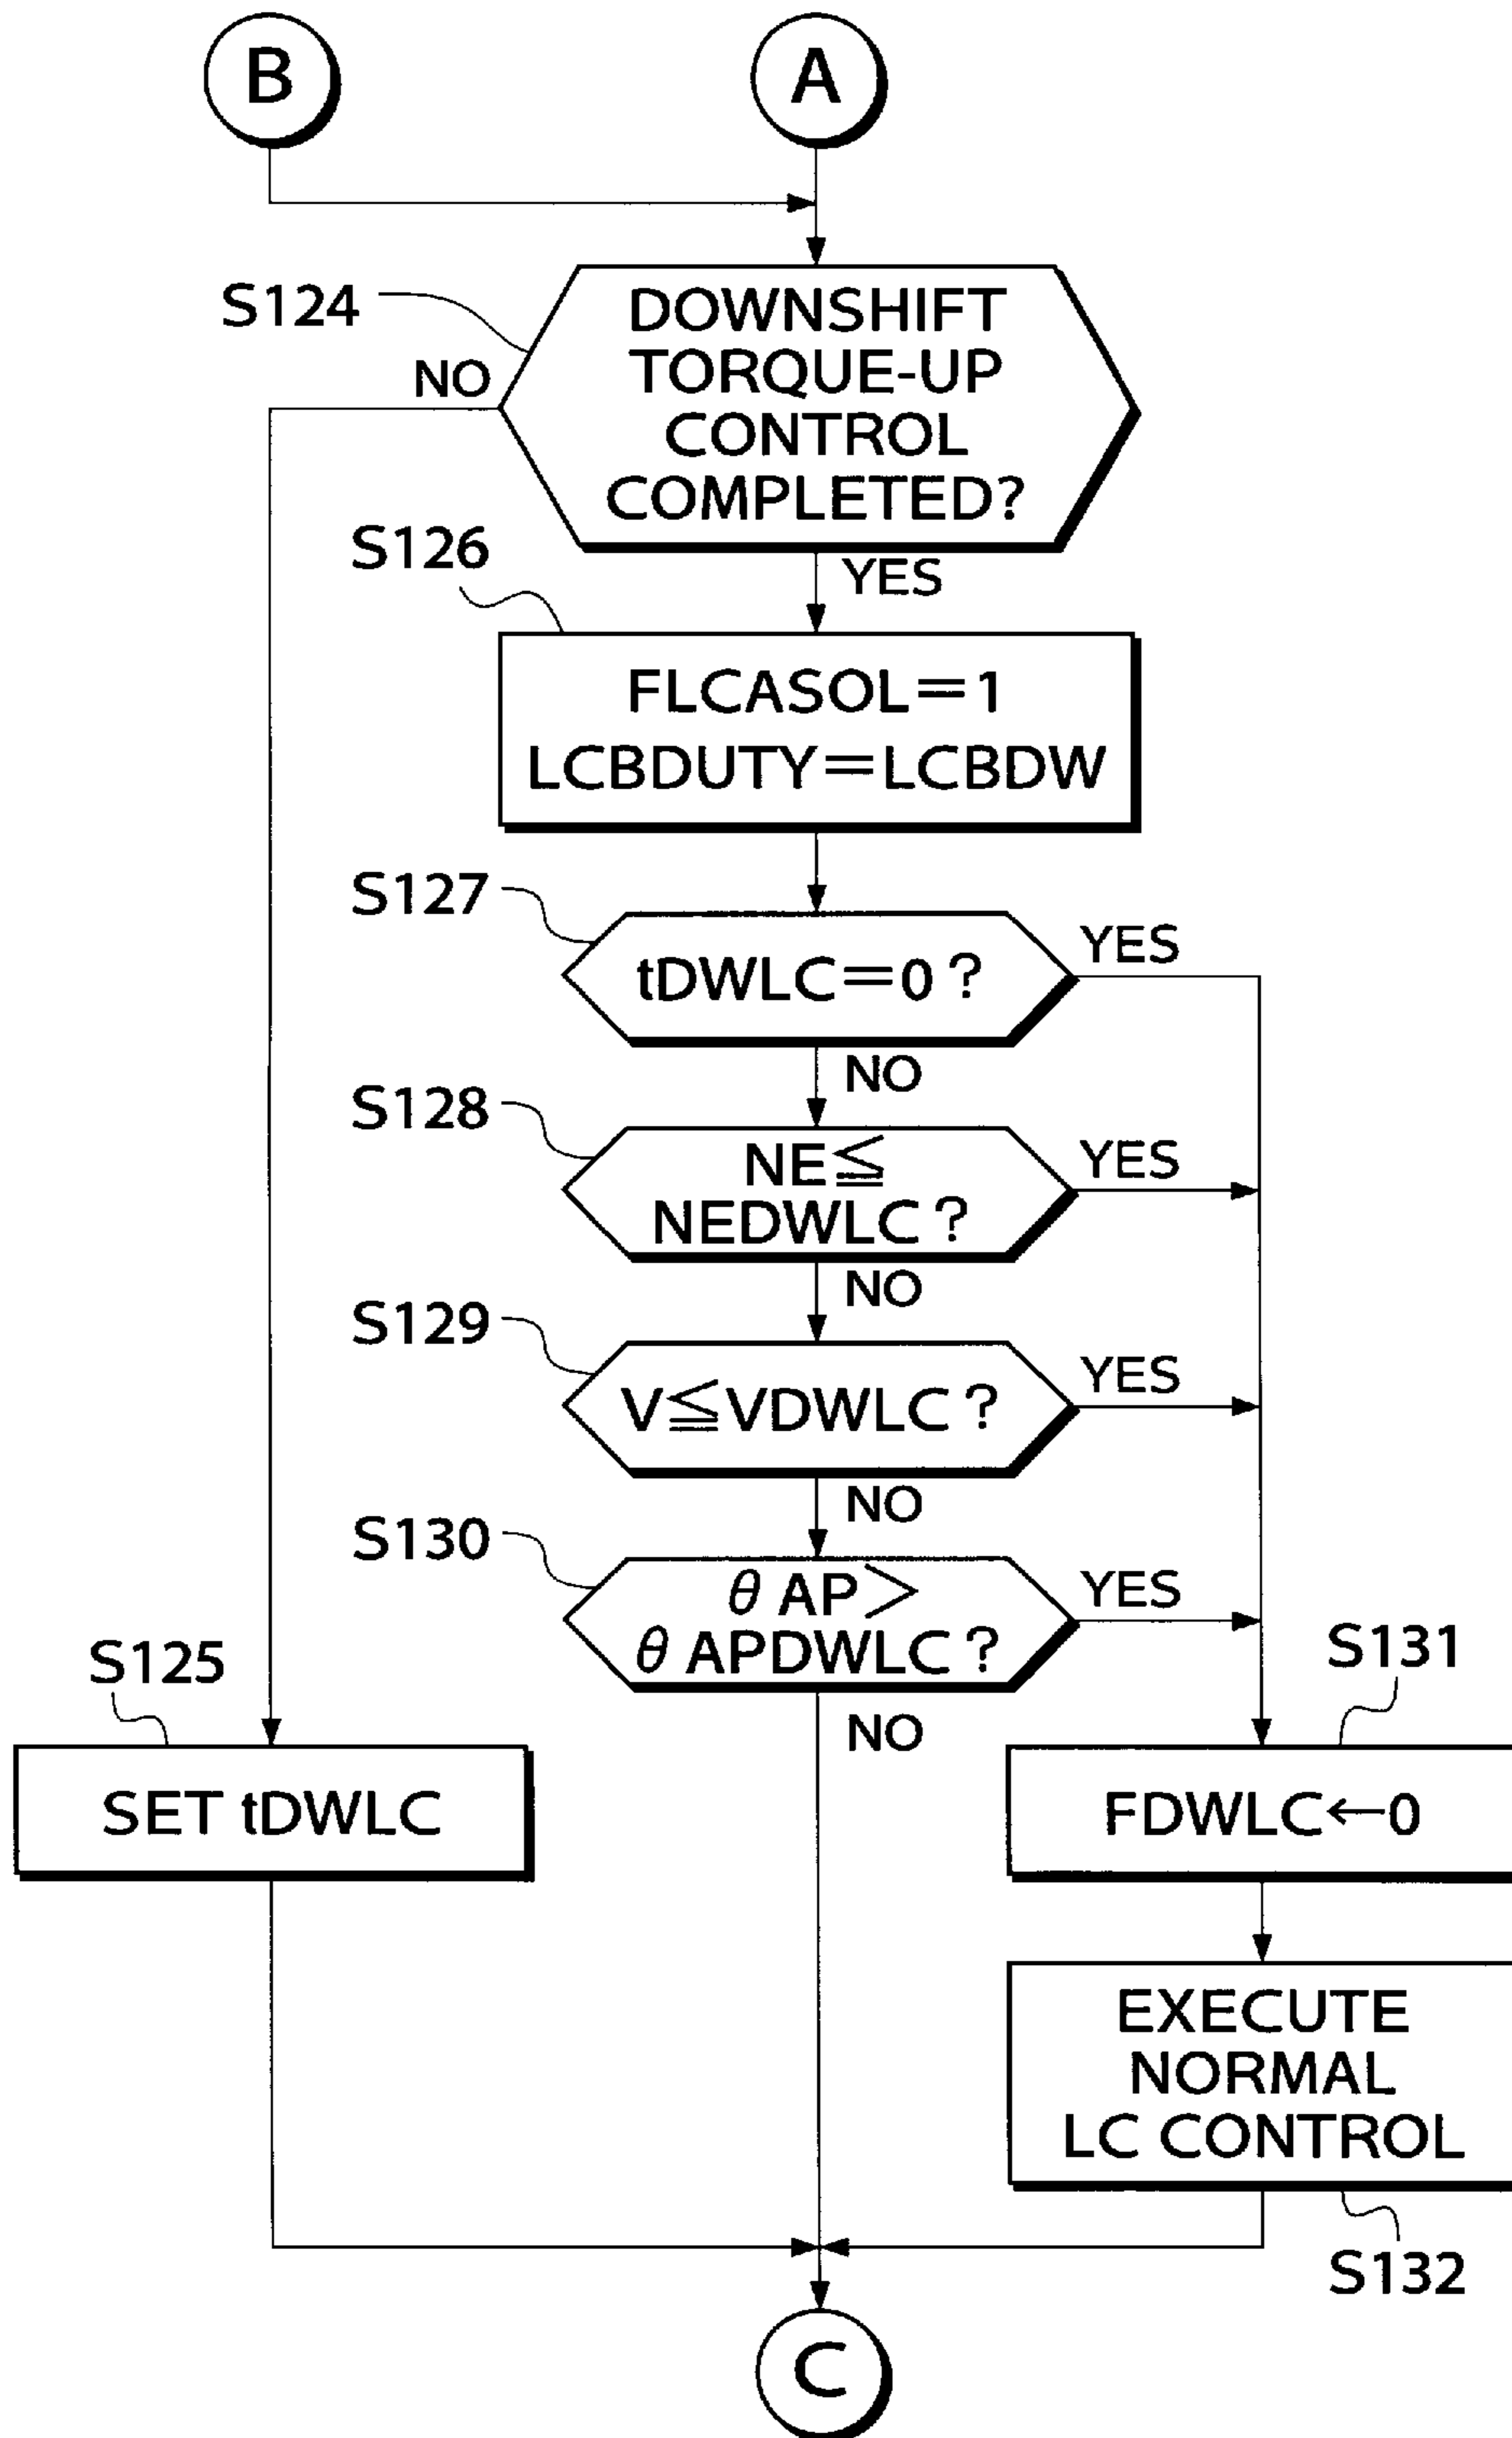 B
A
S124
DOWNSHIFT
TORQUE-UP
CONTROL
COMPLETED?
NO
YES
S126
FLCASOL=1
LCBDUTY=LCBDW
S127
tDWLC=0?
YES
NO
S128
NE≦
NEDWLC?
YES
NO
S129
V≦VDWLC?
YES
NO
S130
θAP>
θAPDWLC?
YES
NO
S125
SET tDWLC
S131
FDWLC←0
EXECUTE
NORMAL
LC CONTROL
S132
C